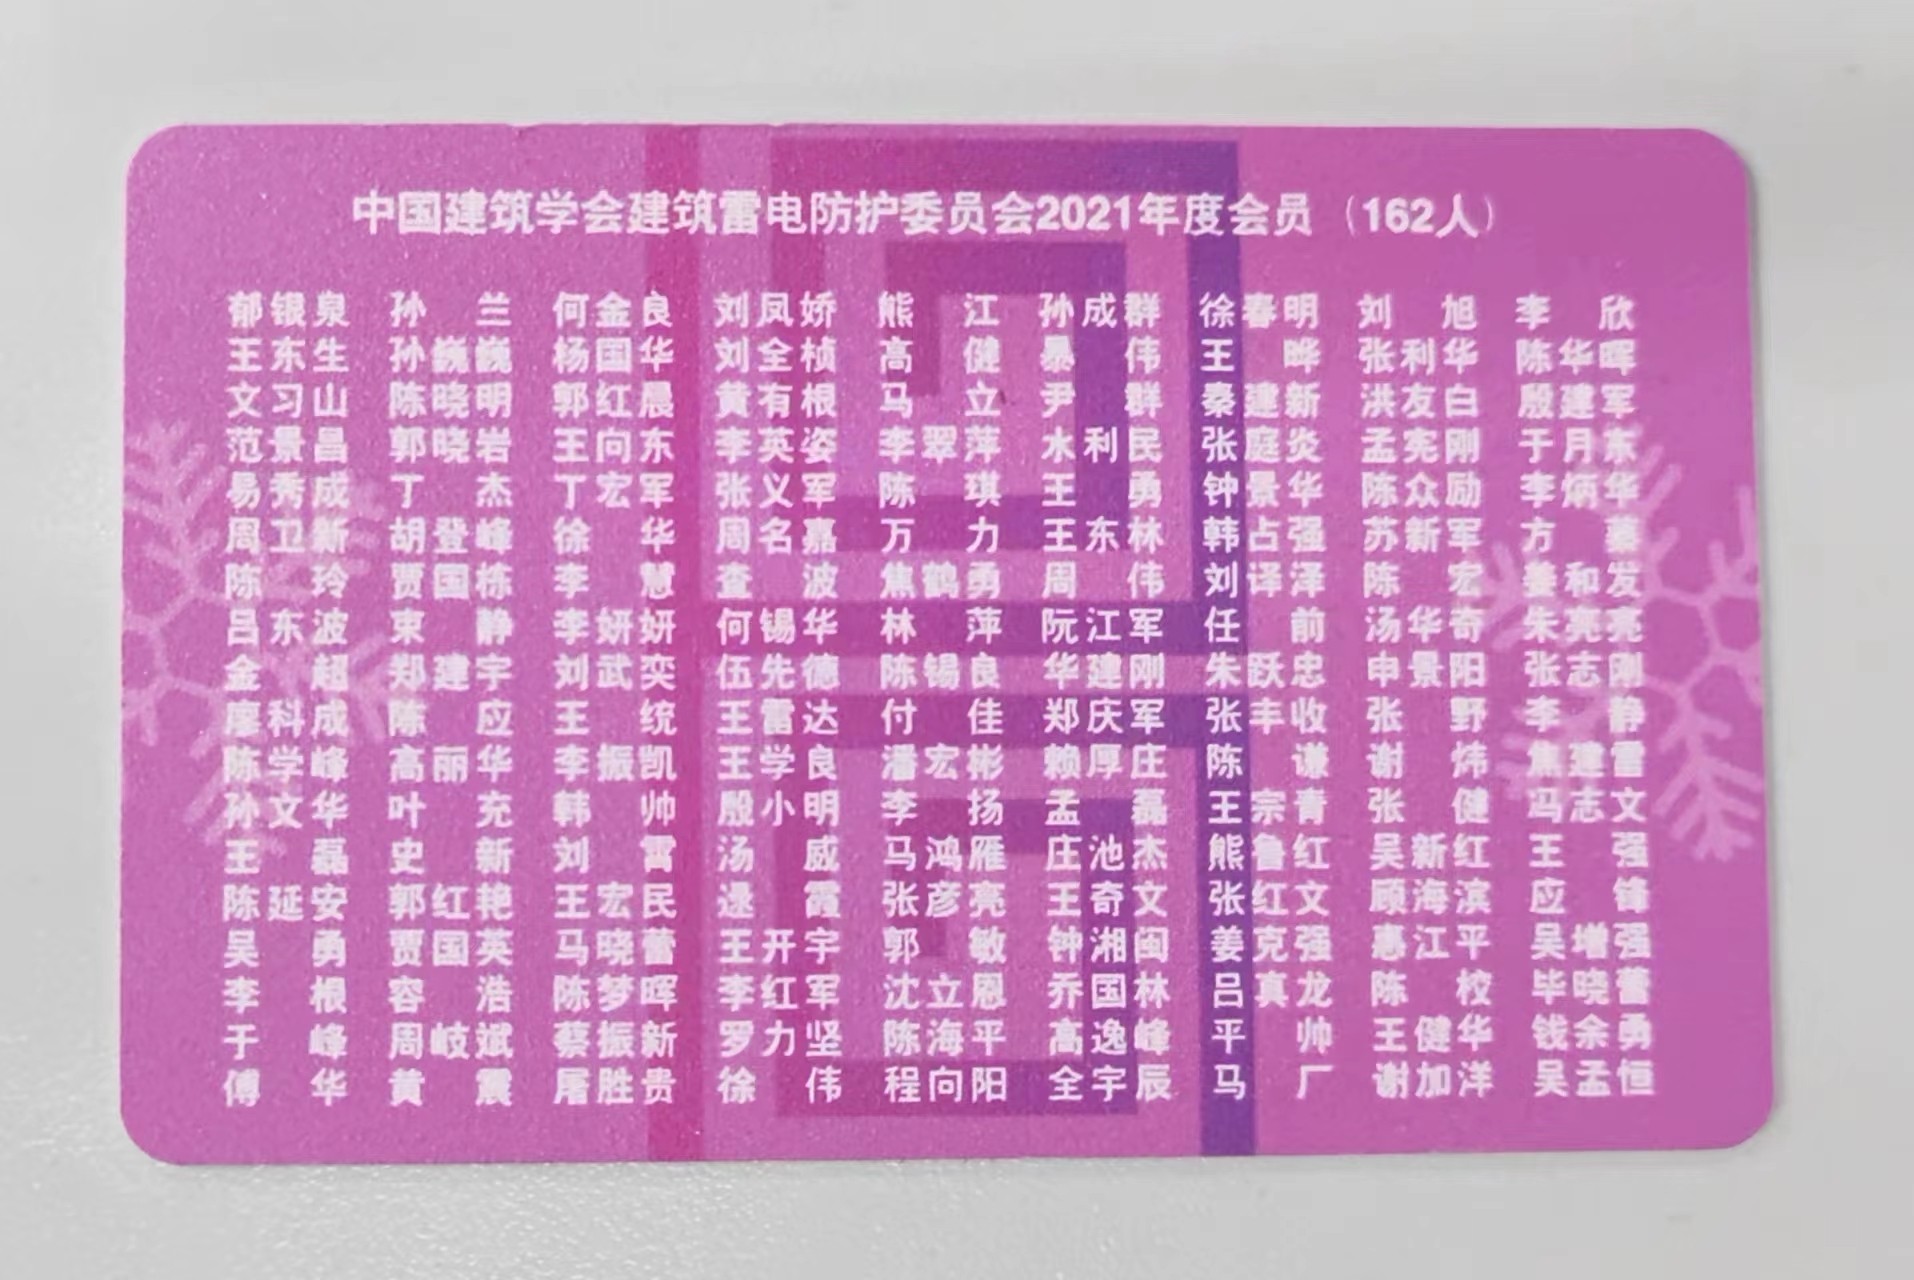 中国建筑学会建筑雷电防护委员会2021年度会员（162人）
郁银泉 孙兰 何金良 刘凤娇 熊江 孙成群 徐春明 刘旭 李欣
王东生 孙巍巍 杨国华 刘全桢 高健 暴伟 王晔 张利华 陈华晖
文习山 陈晓明 郭红晨 黄有根 马立 尹群 秦建新 洪友白 殷建军
范景昌 郭晓岩 王向东 李英姿 李翠萍 水利民 张庭炎 孟宪刚 于月东
易秀成 丁杰 丁宏军 张义军 陈琪 王勇 钟景华 陈众励 李炳华
周卫新 胡登峰 徐华 周名嘉 万力 王东林 韩占强 苏新军 方
陈玲 贾国栋 李慧 查波 焦鹤勇 周伟 刘译泽 陈宏 姜和发
吕东波 束静 李妍妍 何锡华 林萍 阮江军 任前 汤华奇 朱亮亮
金超 郑建宇 刘武奕 伍先德 陈锡良 华建刚 朱跃忠 申景阳 张志刚
廖科成 陈应 王统 王雷达 付佳 郑庆军 张丰收 张野 李静
陈学峰 高丽华 李振凯 王学良 潘宏彬 赖厚庄 陈谦 谢炜 焦建雷
孙文华 叶充 韩帅 殷小明 李扬 孟磊 王宗青 张健 冯志文
王磊 史新 刘雷 汤威 马鸿雁 庄池杰 熊鲁红 吴新红 王强
陈延安 郭红艳 王宏民 逯霞 张彦亮 王奇文 张红文 顾海滨 应锋
吴勇 贾国英 马晓蕾 王开宇 郭敏 钟湘闽 姜克强 惠江平 吴增强
李根 容浩 陈梦晖 李红军 沈立恩 乔国林 吕真龙 陈校 毕晓蕾
于峰 周岐斌 蔡振新 罗力坚 陈海平 高逸峰 平帅 王健华 钱余勇
傅华 黄震 屠胜贵 徐伟 程向阳 全宇辰 马厂 谢加洋 吴孟恒